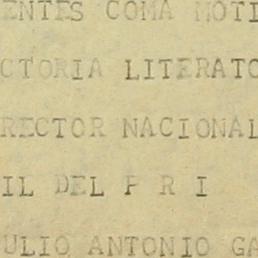 ENTES COMA MOTI
CTORIA LITERATO
RECTOR NACIONAL
IL DEL P R I
ULIO ANTONIO GA